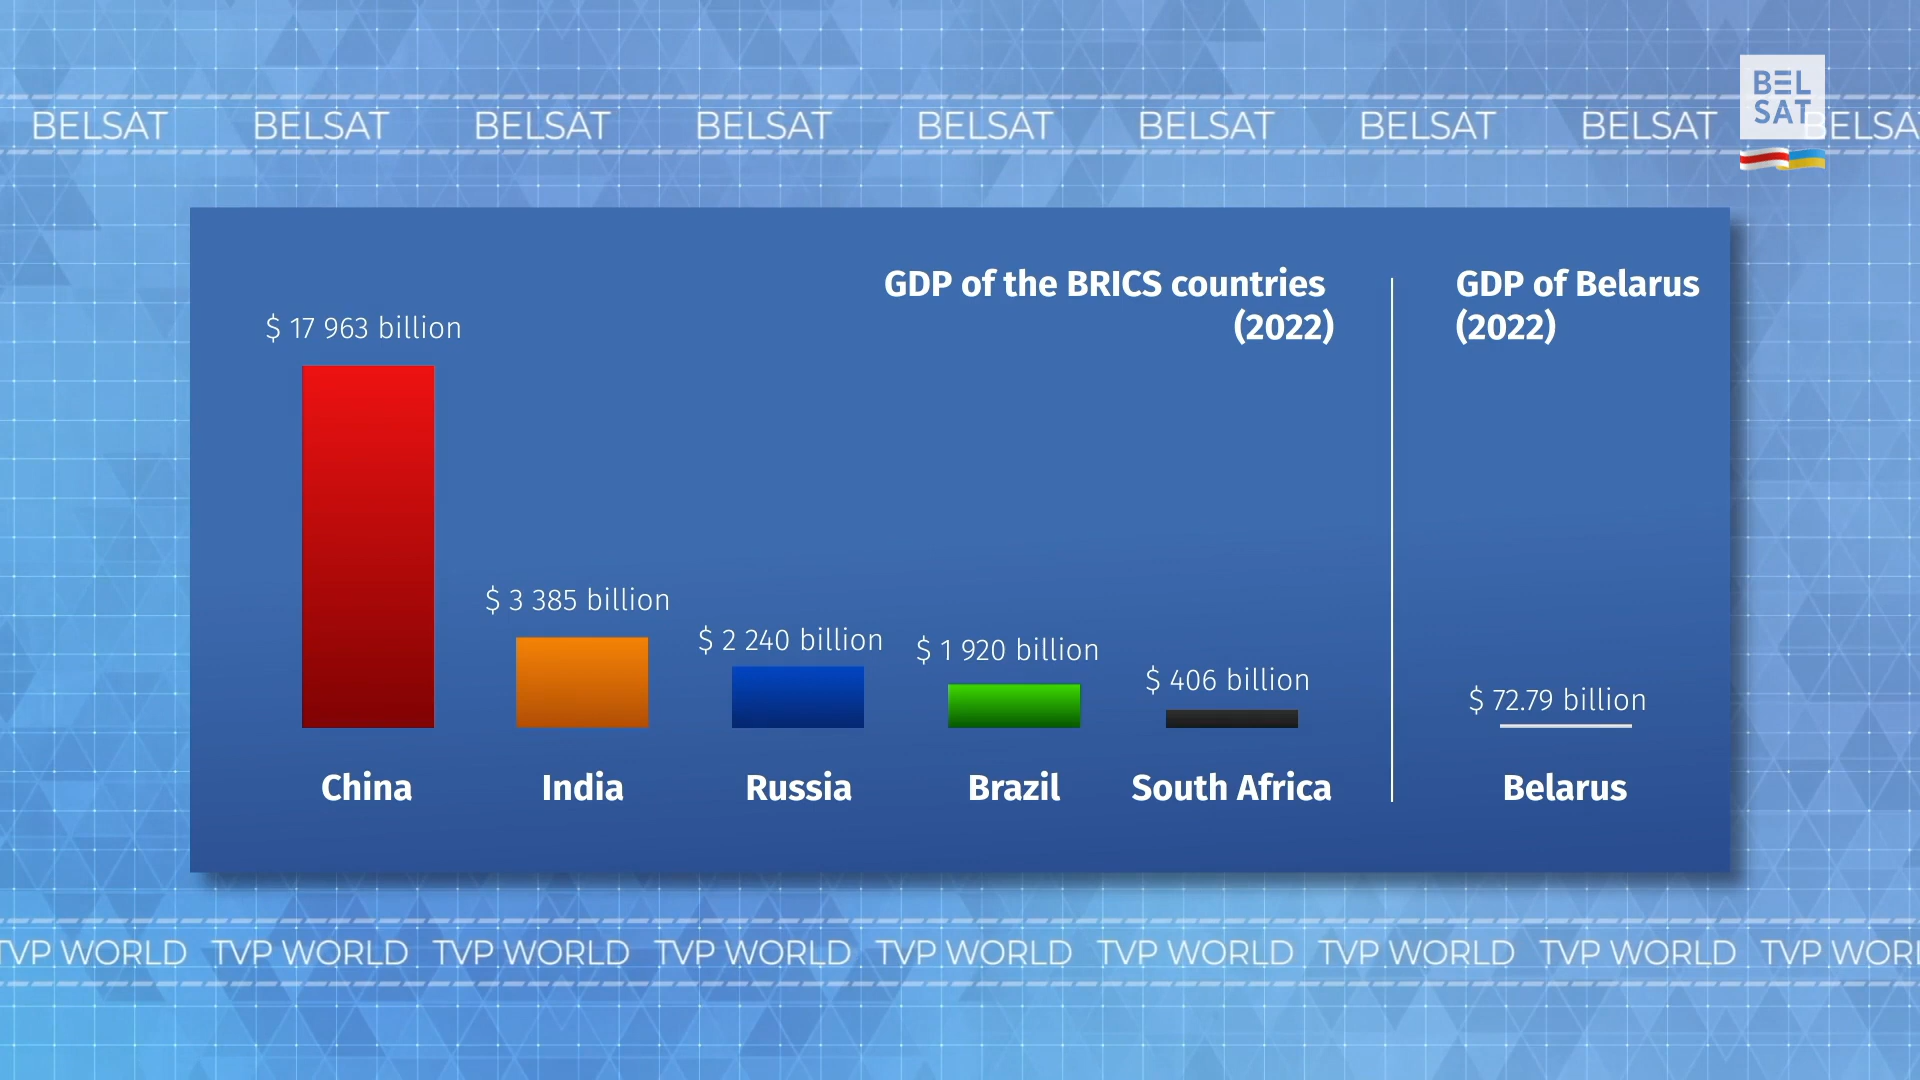 BELSAT BELSAT BELSAT BELSAT BELSAT BELSAT BELSAT BELSAT BELSA
BEL
SAT
GDP of the BRICS countries
(2022)
GDP of Belarus
(2022)
$ 17 963 billion
$ 3 385 billion
$ 2 240 billion
$ 1 920 billion
$ 406 billion
$ 72.79 billion
China
India
Russia
Brazil
South Africa
Belarus
TVP WORLD TVP WORLD TVP WORLD TVP WORLD TVP WORLD TVP WORLD TVP WORLD TVP WORLD TVP WORL